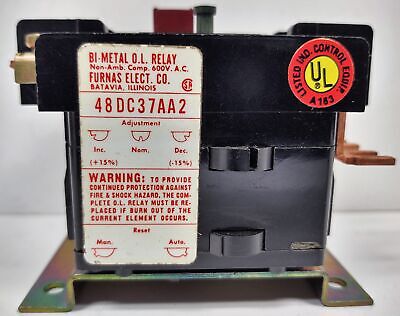 BI-METAL O.L. RELAY
Non-Amb. Comp. 600V. A.C.
FURNAS ELECT. CO.
BATAVIA, ILLINOIS
48DC37AA2
Adjustment
Inc. Nom. Dec.
(+15%) (-15%)
WARNING: TO PROVIDE
CONTINUED PROTECTION AGAINST
FIRE & SHOCK HAZARD, THE COM-
PLETE O.L. RELAY MUST BE RE-
PLACED IF BURN OUT OF THE
CURRENT ELEMENT OCCURS.
Reset
Man. Auto.
LISTED IND. CONTROL EQUIP.
UL
A163